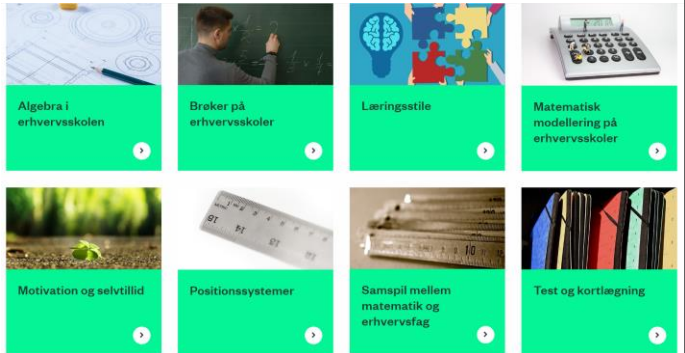 Algebra i
erhvervsskolen
Brøker på
erhvervsskoler
Læringsstile
Matematisk
modellering på
erhvervsskoler
Motivation og selvtillid
Positionssystemer
Samspil mellem
matematik og
erhvervsfag
Test og kortlægning